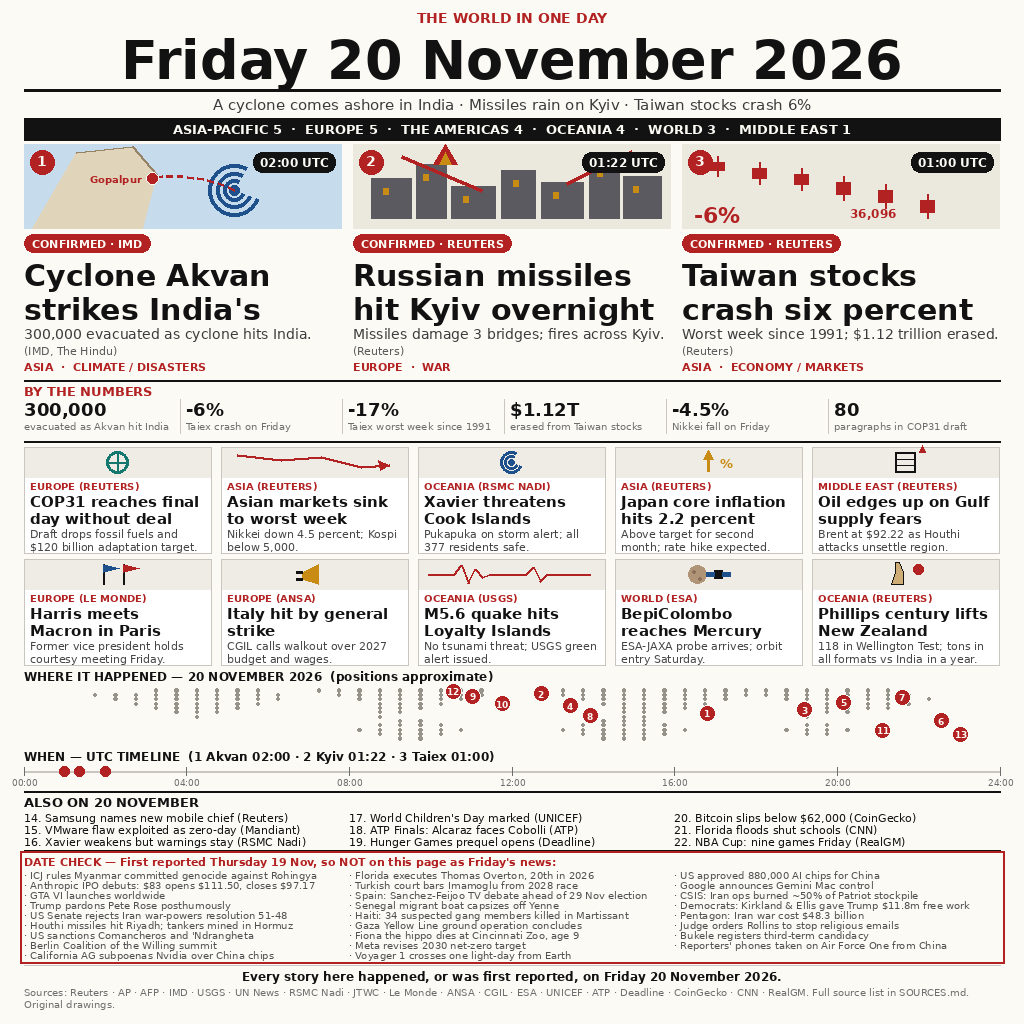 THE WORLD IN ONE DAY
Friday 20 November 2026
A cyclone comes ashore in India · Missiles rain on Kyiv · Taiwan stocks crash 6%
ASIA-PACIFIC 5 · EUROPE 5 · THE AMERICAS 4 · OCEANIA 4 · WORLD 3 · MIDDLE EAST 1
1
Gopalpur
02:00 UTC
CONFIRMED · IMD
Cyclone Akvan
strikes India's
300,000 evacuated as cyclone hits India.
(IMD, The Hindu)
ASIA · CLIMATE / DISASTERS
2
01:22 UTC
CONFIRMED · REUTERS
Russian missiles
hit Kyiv overnight
Missiles damage 3 bridges; fires across Kyiv.
(Reuters)
EUROPE · WAR
3
01:00 UTC
-6%
36,096
CONFIRMED · REUTERS
Taiwan stocks
crash six percent
Worst week since 1991; $1.12 trillion erased.
(Reuters)
ASIA · ECONOMY / MARKETS
BY THE NUMBERS
300,000
evacuated as Akvan hit India
-6%
Taiex crash on Friday
-17%
Taiex worst week since 1991
$1.12T
erased from Taiwan stocks
-4.5%
Nikkei fall on Friday
80
paragraphs in COP31 draft
EUROPE (REUTERS)
COP31 reaches final
day without deal
Draft drops fossil fuels and
$120 billion adaptation target.
ASIA (REUTERS)
Asian markets sink
to worst week
Nikkei down 4.5 percent; Kospi
below 5,000.
OCEANIA (RSMC NADI)
Xavier threatens
Cook Islands
Pukapuka on storm alert; all
377 residents safe.
%
ASIA (REUTERS)
Japan core inflation
hits 2.2 percent
Above target for second
month; rate hike expected.
MIDDLE EAST (REUTERS)
Oil edges up on Gulf
supply fears
Brent at $92.22 as Houthi
attacks unsettle region.
EUROPE (LE MONDE)
Harris meets
Macron in Paris
Former vice president holds
courtesy meeting Friday.
EUROPE (ANSA)
Italy hit by general
strike
CGIL calls walkout over 2027
budget and wages.
OCEANIA (USGS)
M5.6 quake hits
Loyalty Islands
No tsunami threat; USGS green
alert issued.
WORLD (ESA)
BepiColombo
reaches Mercury
ESA-JAXA probe arrives; orbit
entry Saturday.
OCEANIA (REUTERS)
Phillips century lifts
New Zealand
118 in Wellington Test; tons in
all formats vs India in a year.
WHERE IT HAPPENED — 20 NOVEMBER 2026 (positions approximate)
12
9
10
2
4
8
1
3
5
7
11
6
13
WHEN — UTC TIMELINE (1 Akvan 02:00 · 2 Kyiv 01:22 · 3 Taiex 01:00)
00:00
04:00
08:00
12:00
16:00
20:00
24:00
ALSO ON 20 NOVEMBER
14. Samsung names new mobile chief (Reuters)
15. VMware flaw exploited as zero-day (Mandiant)
16. Xavier weakens but warnings stay (RSMC Nadi)
17. World Children's Day marked (UNICEF)
18. ATP Finals: Alcaraz faces Cobolli (ATP)
19. Hunger Games prequel opens (Deadline)
20. Bitcoin slips below $62,000 (CoinGecko)
21. Florida floods shut schools (CNN)
22. NBA Cup: nine games Friday (RealGM)
DATE CHECK — First reported Thursday 19 Nov, so NOT on this page as Friday's news:
· ICJ rules Myanmar committed genocide against Rohingya
· Anthropic IPO debuts: $83 opens $111.50, closes $97.17
· GTA VI launches worldwide
· Trump pardons Pete Rose posthumously
· US Senate rejects Iran war-powers resolution 51-48
· Houthi missiles hit Riyadh; tankers mined in Hormuz
· US sanctions Comancheros and 'Ndrangheta
· Berlin Coalition of the Willing summit
· California AG subpoenas Nvidia over China chips
· Florida executes Thomas Overton, 20th in 2026
· Turkish court bars Imamoglu from 2028 race
· Spain: Sanchez-Feijoo TV debate ahead of 29 Nov election
· Senegal migrant boat capsizes off Yenne
· Haiti: 34 suspected gang members killed in Martissant
· Gaza Yellow Line ground operation concludes
· Fiona the hippo dies at Cincinnati Zoo, age 9
· Meta revises 2030 net-zero target
· Voyager 1 crosses one light-day from Earth
· US approved 880,000 AI chips for China
· Google announces Gemini Mac control
· CSIS: Iran ops burned ~50% of Patriot stockpile
· Democrats: Kirkland & Ellis gave Trump $11.8m free work
· Pentagon: Iran war cost $48.3 billion
· Judge orders Rollins to stop religious emails
· Bukele registers third-term candidacy
· Reporters' phones taken on Air Force One from China
Every story here happened, or was first reported, on Friday 20 November 2026.
Sources: Reuters · AP · AFP · IMD · USGS · UN News · RSMC Nadi · JTWC · Le Monde · ANSA · CGIL · ESA · UNICEF · ATP · Deadline · CoinGecko · CNN · RealGM. Full source list in SOURCES.md.
Original drawings.